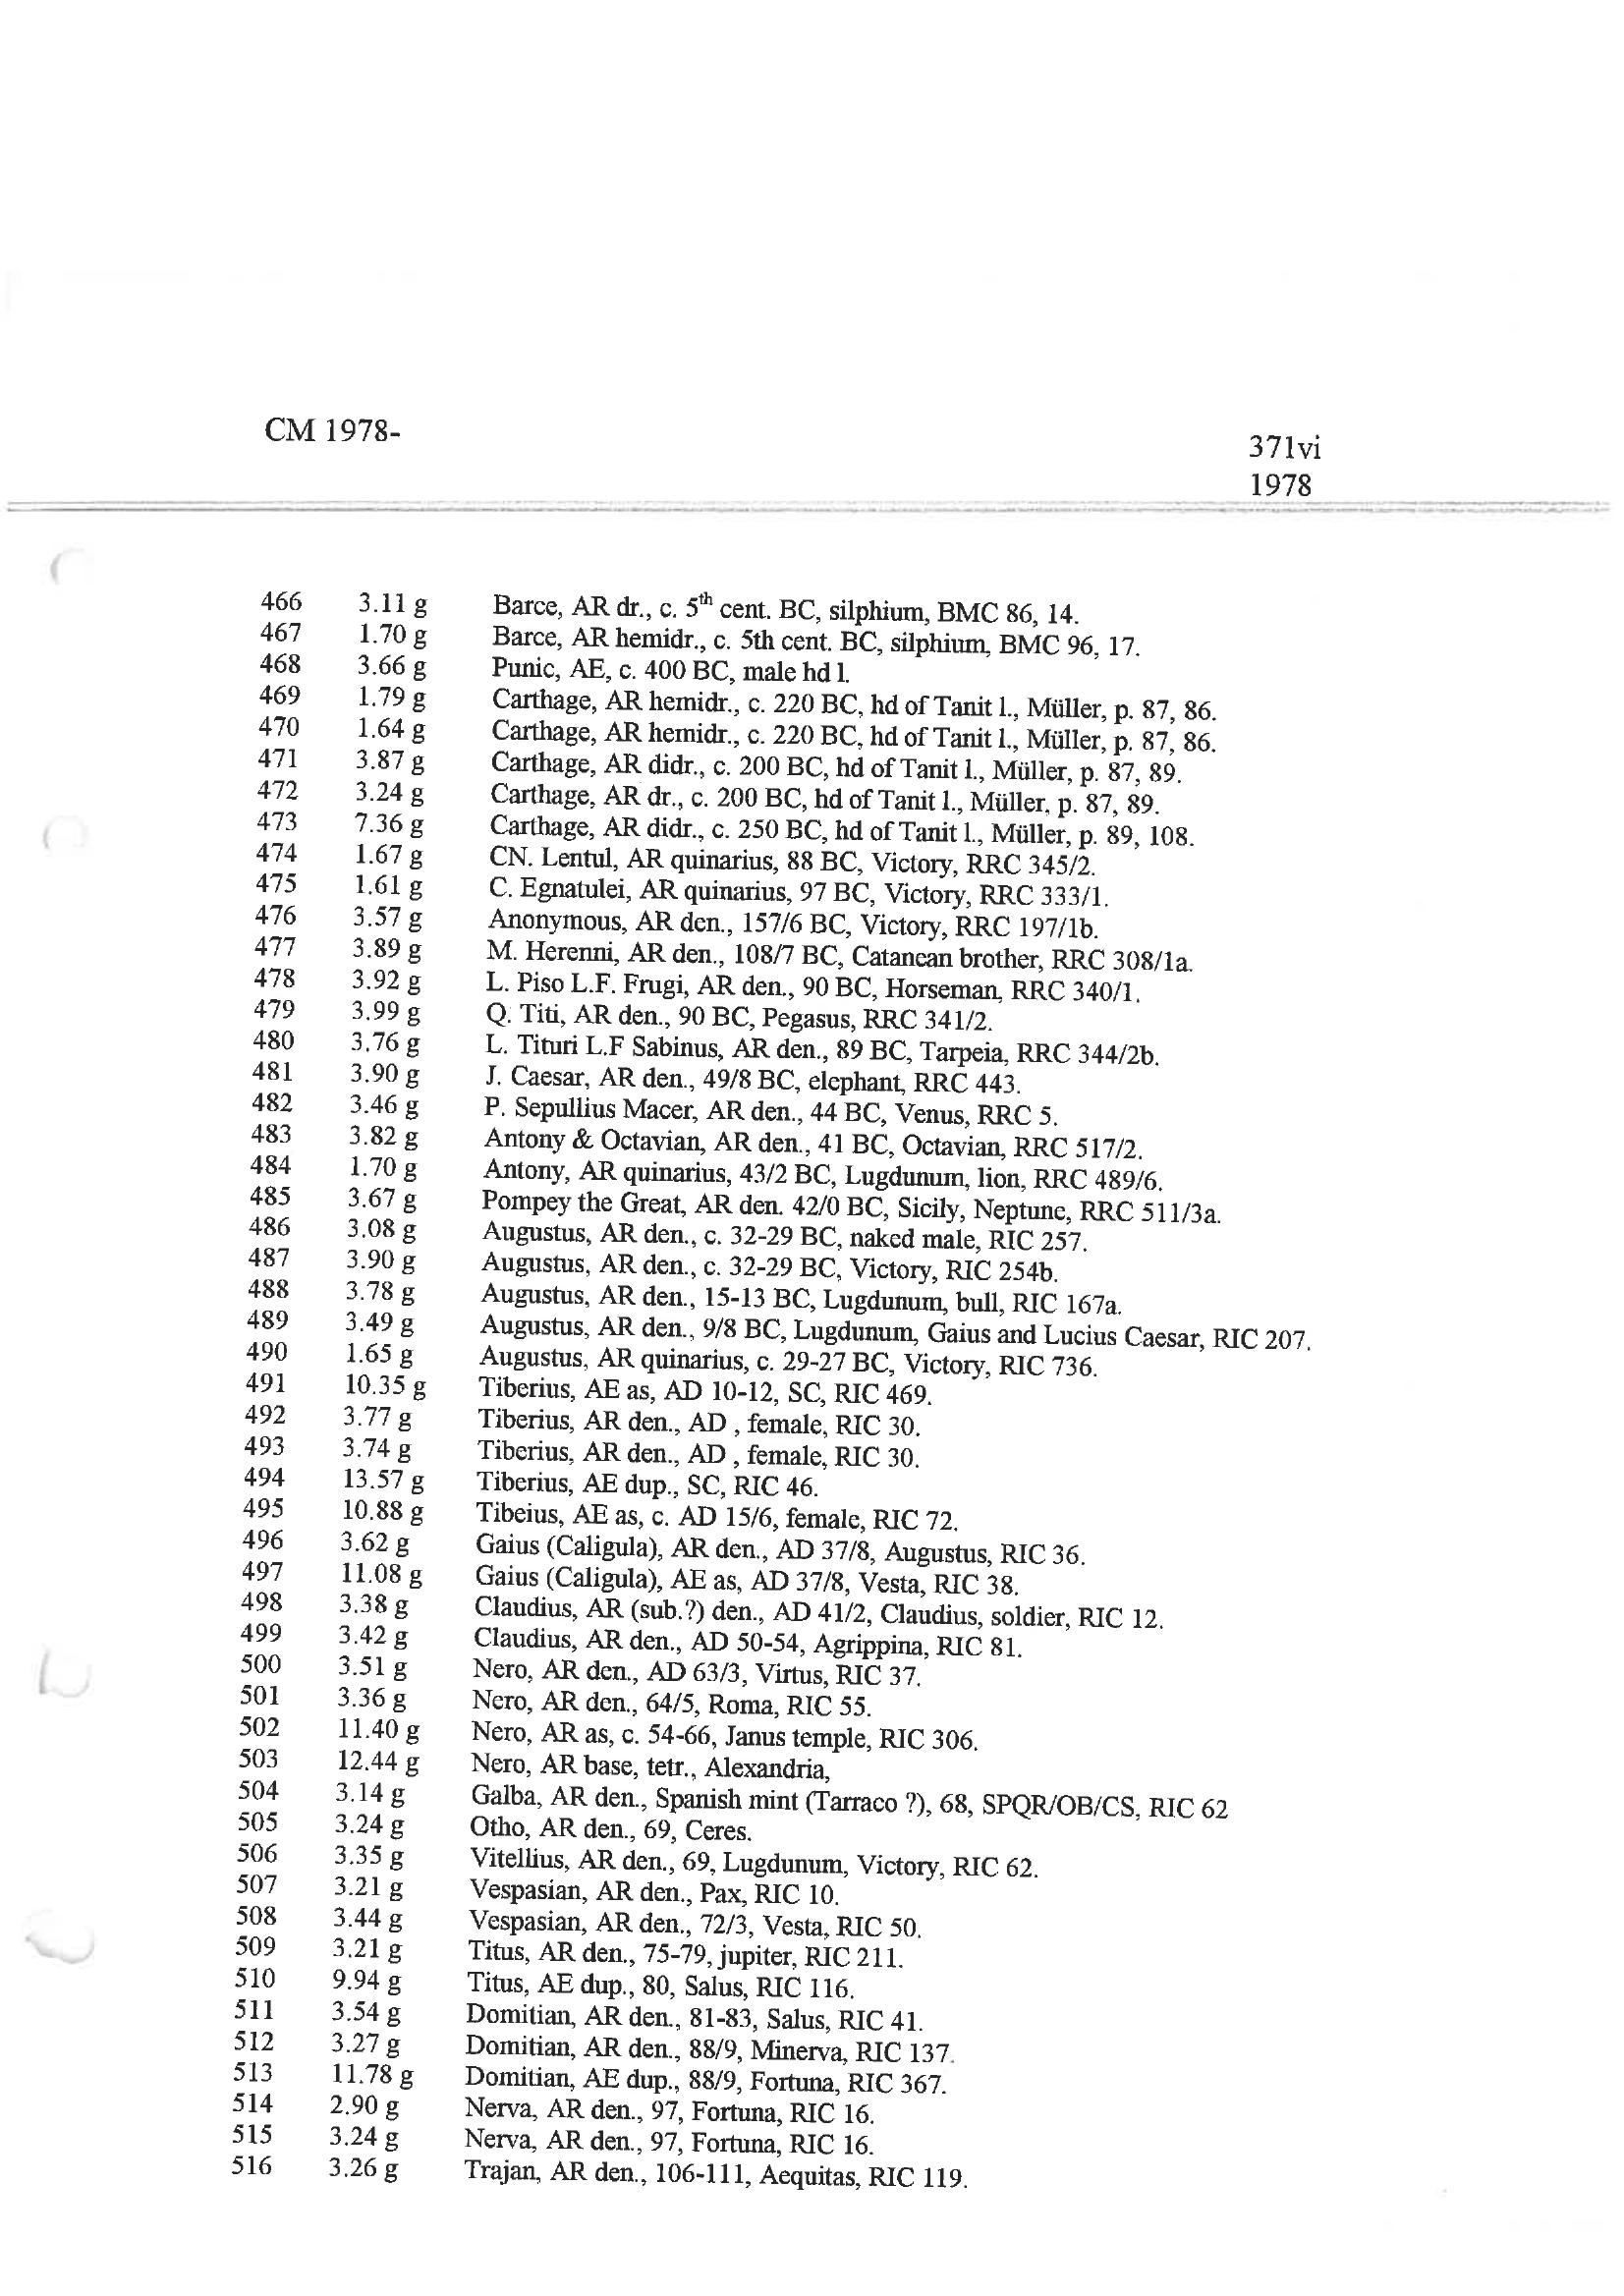 CM 1978-
371vi
1978
466 3.11 g Barce, AR dr., c. 5th cent. BC, silphium, BMC 86, 14.
467 1.70 g Barce, AR hemidr., c. 5th cent. BC, silphium, BMC 96, 17.
468 3.66 g Punic, AE, c. 400 BC, male hd l.
469 1.79 g Carthage, AR hemidr., c. 220 BC, hd of Tanit l., Müller, p. 87, 86.
470 1.64 g Carthage, AR hemidr., c. 220 BC, hd of Tanit l., Müller, p. 87, 86.
471 3.87 g Carthage, AR didr., c. 200 BC, hd of Tanit l., Müller, p. 87, 89.
472 3.24 g Carthage, AR dr., c. 200 BC, hd of Tanit l., Müller, p. 87, 89.
473 7.36 g Carthage, AR didr., c. 250 BC, hd of Tanit l., Müller, p. 89, 108.
474 1.67 g CN. Lentul, AR quinarius, 88 BC, Victory, RRC 345/2.
475 1.61 g C. Egnatulei, AR quinarius, 97 BC, Victory, RRC 333/1.
476 3.57 g Anonymous, AR den., 157/6 BC, Victory, RRC 197/1b.
477 3.89 g M. Herenni, AR den., 108/7 BC, Catanean brother, RRC 308/1a.
478 3.92 g L. Piso L.F. Frugi, AR den., 90 BC, Horseman, RRC 340/1.
479 3.99 g Q. Titi, AR den., 90 BC, Pegasus, RRC 341/2.
480 3.76 g L. Tituri L.F Sabinus, AR den., 89 BC, Tarpeia, RRC 344/2b.
481 3.90 g J. Caesar, AR den., 49/8 BC, elephant, RRC 443.
482 3.46 g P. Sepullius Macer, AR den., 44 BC, Venus, RRC 5.
483 3.82 g Antony & Octavian, AR den., 41 BC, Octavian, RRC 517/2.
484 1.70 g Antony, AR quinarius, 43/2 BC, Lugdunum, lion, RRC 489/6.
485 3.67 g Pompey the Great, AR den. 42/0 BC, Sicily, Neptune, RRC 511/3a.
486 3.08 g Augustus, AR den., c. 32-29 BC, naked male, RIC 257.
487 3.90 g Augustus, AR den., c. 32-29 BC, Victory, RIC 254b.
488 3.78 g Augustus, AR den., 15-13 BC, Lugdunum, bull, RIC 167a.
489 3.49 g Augustus, AR den., 9/8 BC, Lugdunum, Gaius and Lucius Caesar, RIC 207.
490 1.65 g Augustus, AR quinarius, c. 29-27 BC, Victory, RIC 736.
491 10.35 g Tiberius, AE as, AD 10-12, SC, RIC 469.
492 3.77 g Tiberius, AR den., AD , female, RIC 30.
493 3.74 g Tiberius, AR den., AD , female, RIC 30.
494 13.57 g Tiberius, AE dup., SC, RIC 46.
495 10.88 g Tibeius, AE as, c. AD 15/6, female, RIC 72.
496 3.62 g Gaius (Caligula), AR den., AD 37/8, Augustus, RIC 36.
497 11.08 g Gaius (Caligula), AE as, AD 37/8, Vesta, RIC 38.
498 3.38 g Claudius, AR (sub.?) den., AD 41/2, Claudius, soldier, RIC 12.
499 3.42 g Claudius, AR den., AD 50-54, Agrippina, RIC 81.
500 3.51 g Nero, AR den., AD 63/3, Virtus, RIC 37.
501 3.36 g Nero, AR den., 64/5, Roma, RIC 55.
502 11.40 g Nero, AR as, c. 54-66, Janus temple, RIC 306.
503 12.44 g Nero, AR base, tetr., Alexandria,
504 3.14 g Galba, AR den., Spanish mint (Tarraco ?), 68, SPQR/OB/CS, RIC 62
505 3.24 g Otho, AR den., 69, Ceres.
506 3.35 g Vitellius, AR den., 69, Lugdunum, Victory, RIC 62.
507 3.21 g Vespasian, AR den., Pax, RIC 10.
508 3.44 g Vespasian, AR den., 72/3, Vesta, RIC 50.
509 3.21 g Titus, AR den., 75-79, jupiter, RIC 211.
510 9.94 g Titus, AE dup., 80, Salus, RIC 116.
511 3.54 g Domitian, AR den., 81-83, Salus, RIC 41.
512 3.27 g Domitian, AR den., 88/9, Minerva, RIC 137.
513 11.78 g Domitian, AE dup., 88/9, Fortuna, RIC 367.
514 2.90 g Nerva, AR den., 97, Fortuna, RIC 16.
515 3.24 g Nerva, AR den., 97, Fortuna, RIC 16.
516 3.26 g Trajan, AR den., 106-111, Aequitas, RIC 119.